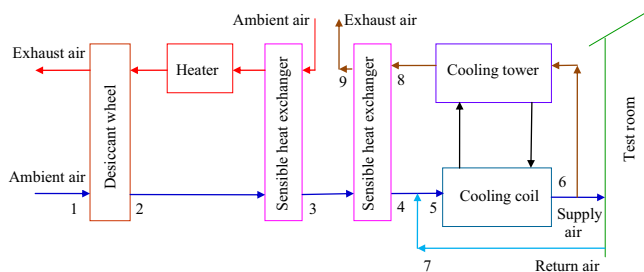 Ambient air
Exhaust air
Exhaust air
Heater
9
8
Cooling tower
Desiccant wheel
Sensible heat exchanger
Sensible heat exchanger
Test room
Ambient air
1
2
3
4
5
Cooling coil
6
Supply
air
7
Return air